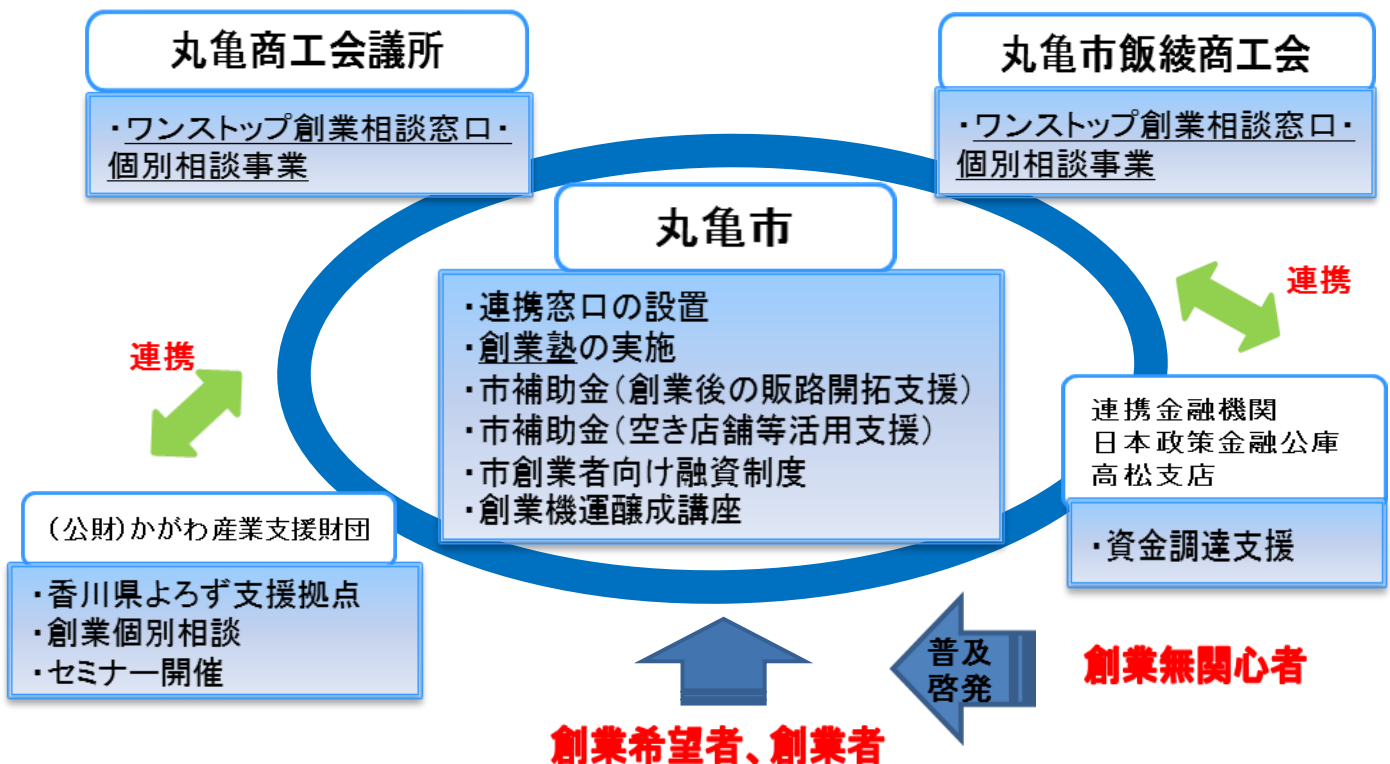 丸亀商工会議所
・ワンストップ創業相談窓口・
個別相談事業
丸亀市飯綾商工会
・ワンストップ創業相談窓口・
個別相談事業
丸亀市
・連携窓口の設置
・創業塾の実施
・市補助金(創業後の販路開拓支援)
・市補助金(空き店舗等活用支援)
・市創業者向け融資制度
・創業機運醸成講座
連携
連携
(公財)かがわ産業支援財団
・香川県よろず支援拠点
・創業個別相談
・セミナー開催
連携金融機関
日本政策金融公庫
高松支店
・資金調達支援
普及
啓発
創業無関心者
創業希望者、創業者